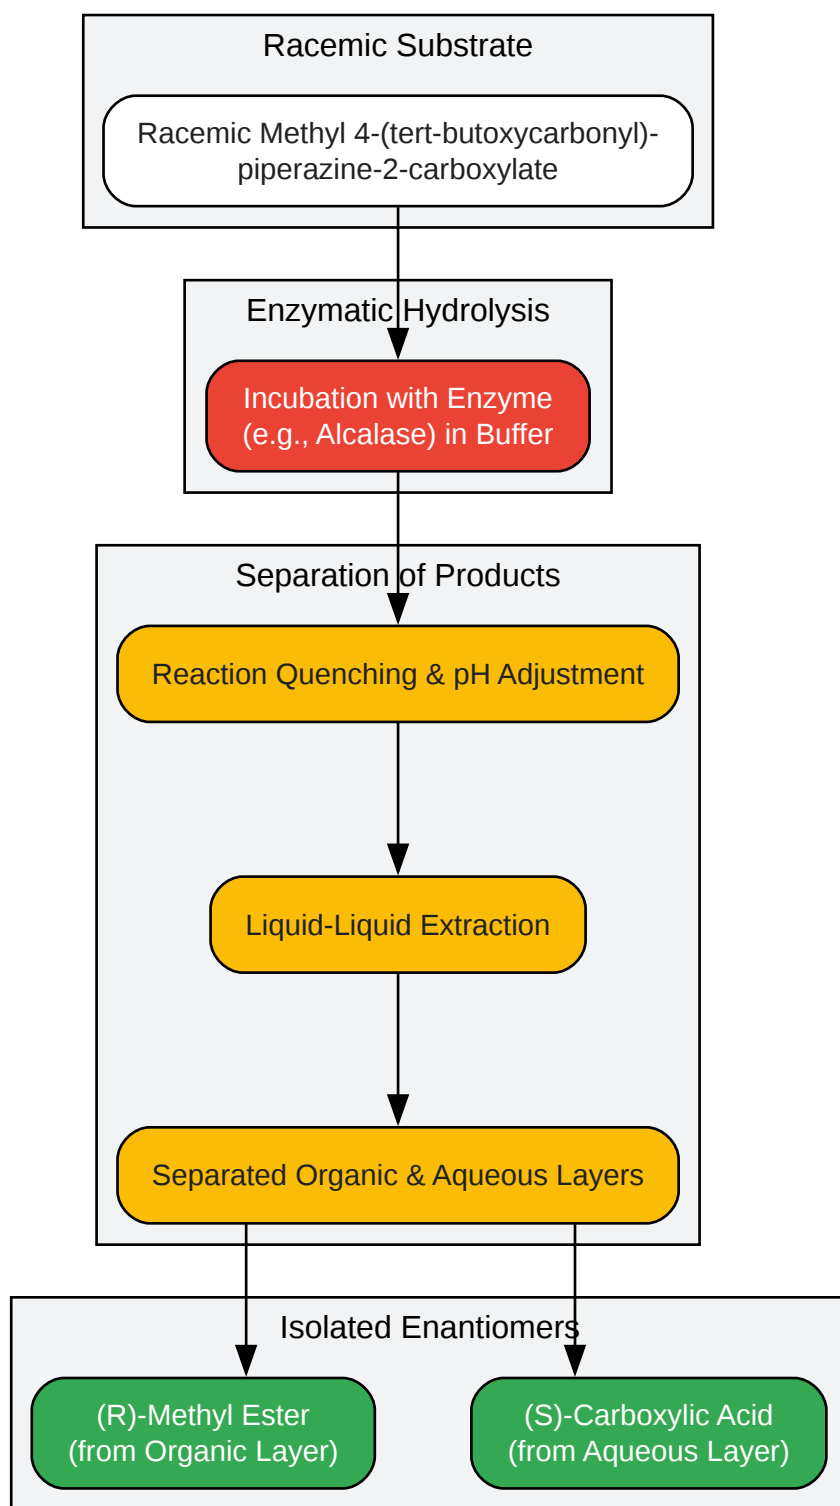 Racemic Substrate
Racemic Methyl 4-(tert-butoxycarbonyl)-
piperazine-2-carboxylate
Enzymatic Hydrolysis
Incubation with Enzyme
(e.g., Alcalase) in Buffer
Separation of Products
Reaction Quenching & pH Adjustment
Liquid-Liquid Extraction
Separated Organic & Aqueous Layers
Isolated Enantiomers
(R)-Methyl Ester
(from Organic Layer)
(S)-Carboxylic Acid
(from Aqueous Layer)